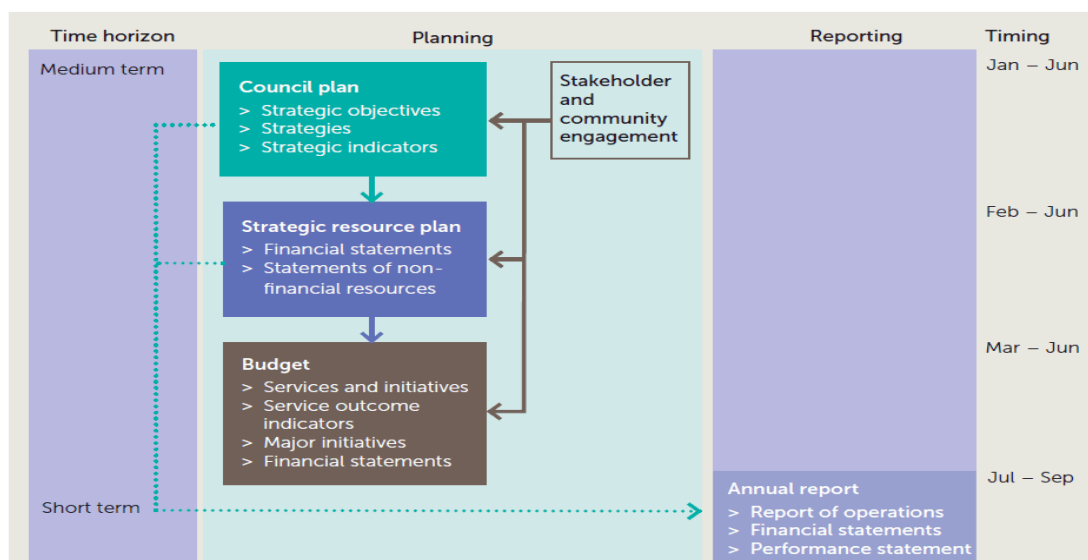 Time horizon
Planning
Reporting
Timing
Medium term
Jan – Jun
Council plan
> Strategic objectives
> Strategies
> Strategic indicators
Stakeholder
and
community
engagement
Feb – Jun
Strategic resource plan
> Financial statements
> Statements of non-
financial resources
Mar – Jun
Budget
> Services and initiatives
> Service outcome
indicators
> Major initiatives
> Financial statements
Jul – Sep
Short term
Annual report
> Report of operations
> Financial statements
> Performance statement